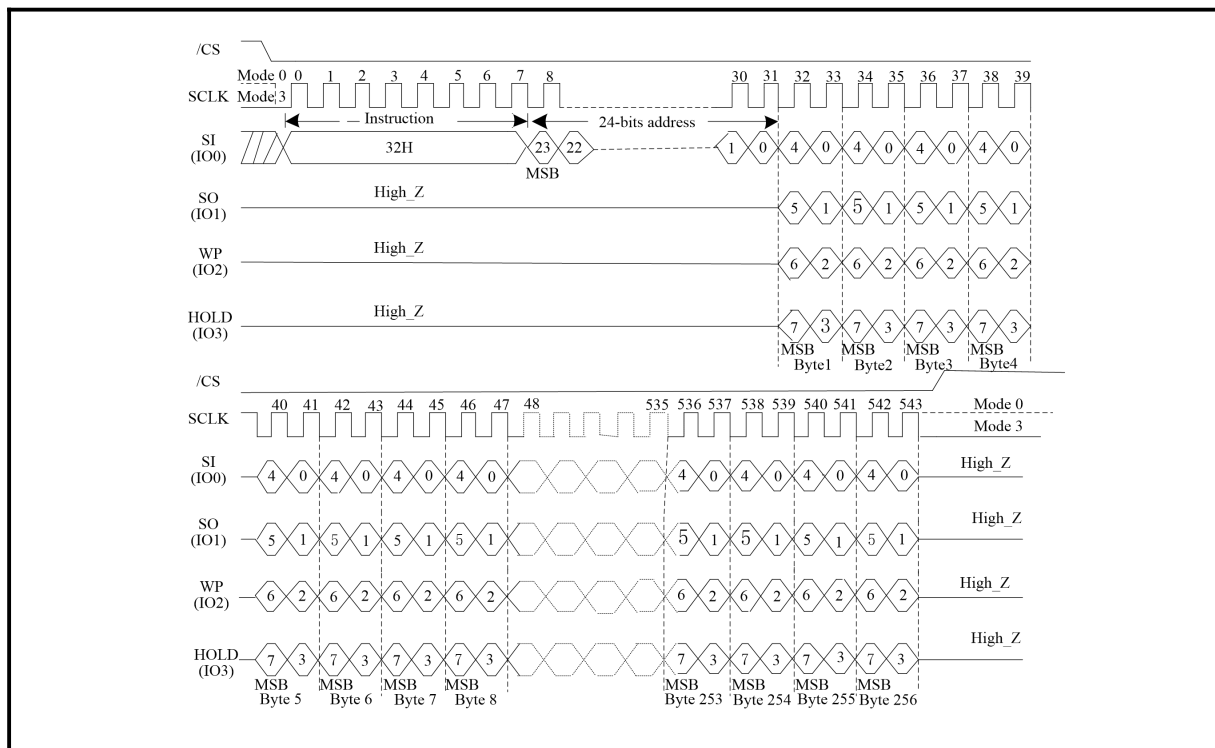 /CS
Mode 0 0 1 2 3 4 5 6 7 8 30 31 32 33 34 35 36 37 38 39
SCLK Mode 3
Instruction 24-bits address
SI
(IO0)
32H 23 22 1 0 4 0 4 0 4 0 4 0
MSB
High_Z
SO
(IO1)
5 1 5 1 5 1 5 1
High_Z
WP
(IO2)
6 2 6 2 6 2 6 2
High_Z
HOLD
(IO3)
7 3 7 3 7 3 7 3
MSB MSB MSB MSB
Byte1 Byte2 Byte3 Byte4
/CS
40 41 42 43 44 45 46 47 48 535 536 537 538 539 540 541 542 543 Mode 0
SCLK
Mode 3
SI
(IO0)
4 0 4 0 4 0 4 0 4 0 4 0 4 0 4 0 High_Z
SO
(IO1)
5 1 5 1 5 1 5 1 5 1 5 1 5 1 5 1 High_Z
WP
(IO2)
6 2 6 2 6 2 6 2 6 2 6 2 6 2 6 2 High_Z
HOLD
(IO3)
7 3 7 3 7 3 7 3 7 3 7 3 7 3 7 3 High_Z
MSB MSB MSB MSB MSB MSB MSB MSB
Byte 5 Byte 6 Byte 7 Byte 8 Byte 253 Byte 254 Byte 255 Byte 256